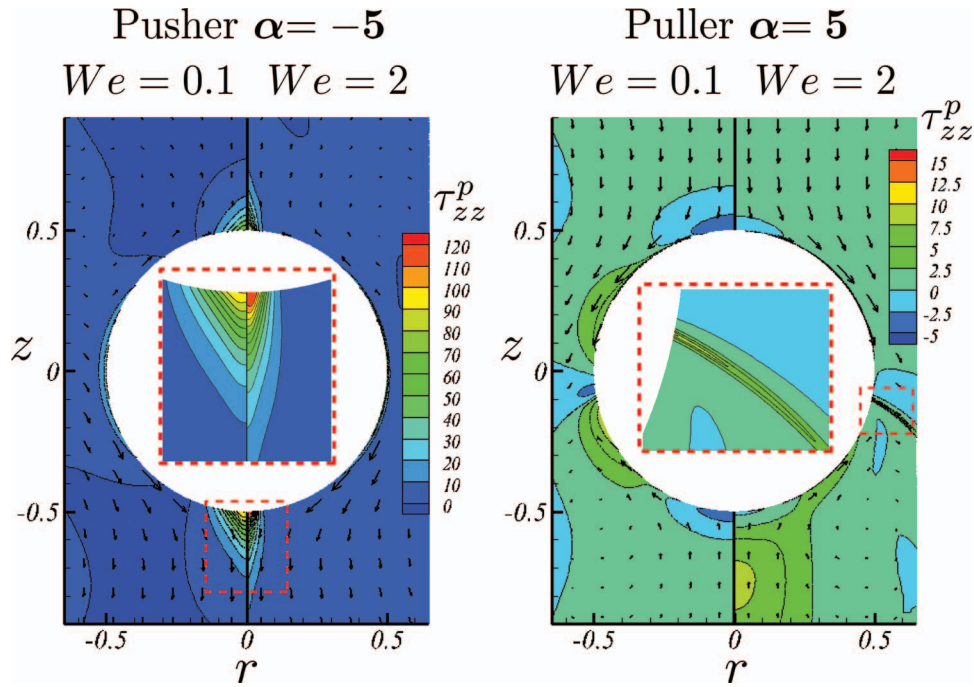 Pusher α= −5
Puller α= 5
We = 0.1 We = 2
We = 0.1 We = 2
τ^p_zz
120
110
100
90
80
70
60
50
40
30
20
10
0
τ^p_zz
15
12.5
10
7.5
5
2.5
0
-2.5
-5
z
0.5
0
-0.5
-0.5 0 0.5
r
z
0.5
0
-0.5
-0.5 0 0.5
r